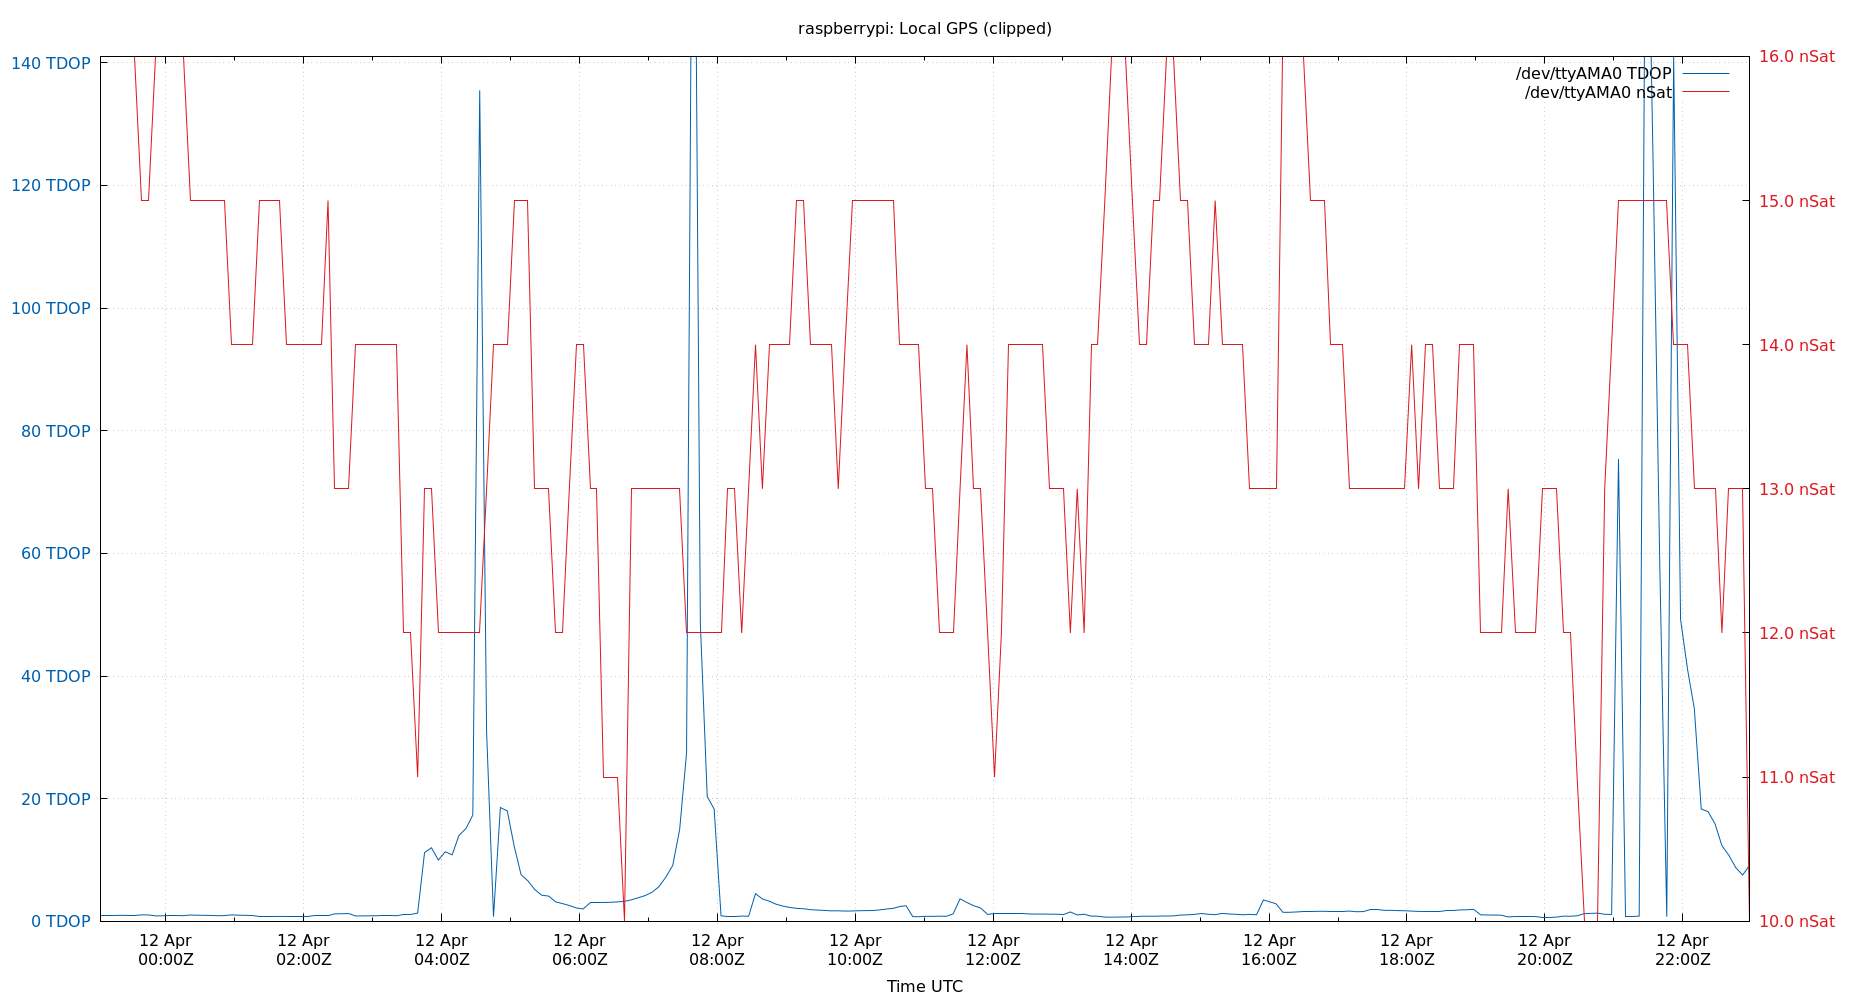 raspberrypi: Local GPS (clipped)
140 TDOP
120 TDOP
100 TDOP
80 TDOP
60 TDOP
40 TDOP
20 TDOP
0 TDOP
16.0 nSat
15.0 nSat
14.0 nSat
13.0 nSat
12.0 nSat
11.0 nSat
10.0 nSat
/dev/ttyAMA0 TDOP
/dev/ttyAMA0 nSat
12 Apr 12 Apr 12 Apr 12 Apr 12 Apr 12 Apr 12 Apr 12 Apr 12 Apr 12 Apr 12 Apr 12 Apr
00:00Z 02:00Z 04:00Z 06:00Z 08:00Z 10:00Z 12:00Z 14:00Z 16:00Z 18:00Z 20:00Z 22:00Z
Time UTC